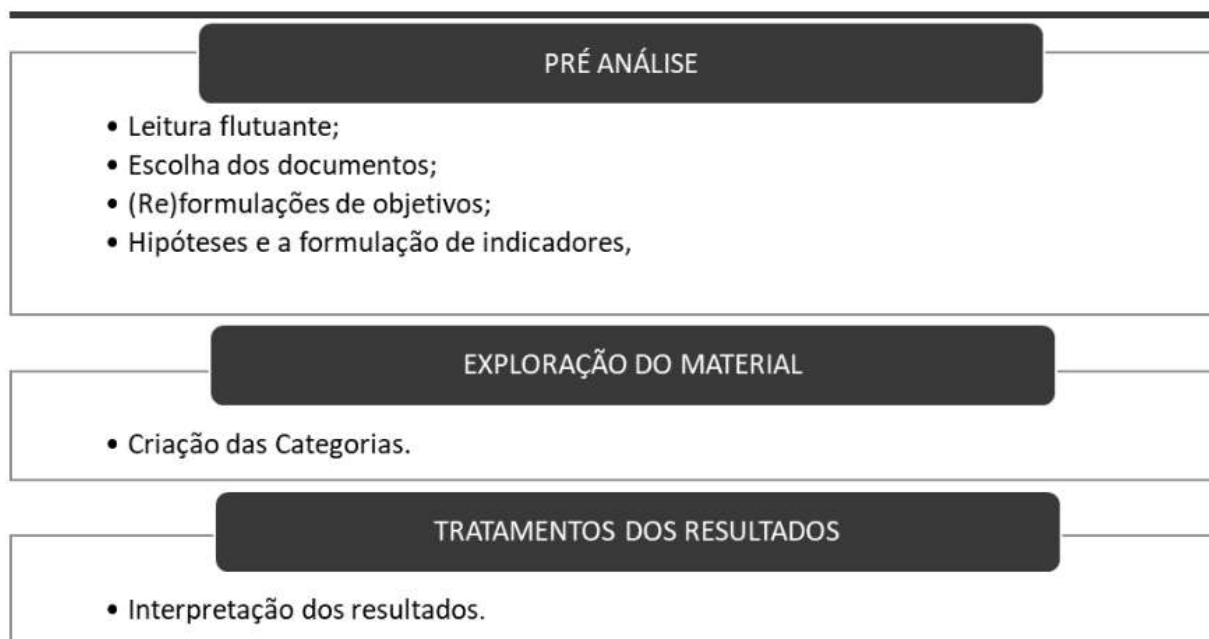 PRÉ ANÁLISE
• Leitura flutuante;
• Escolha dos documentos;
• (Re)formulações de objetivos;
• Hipóteses e a formulação de indicadores,
EXPLORAÇÃO DO MATERIAL
• Criação das Categorias.
TRATAMENTOS DOS RESULTADOS
• Interpretação dos resultados.